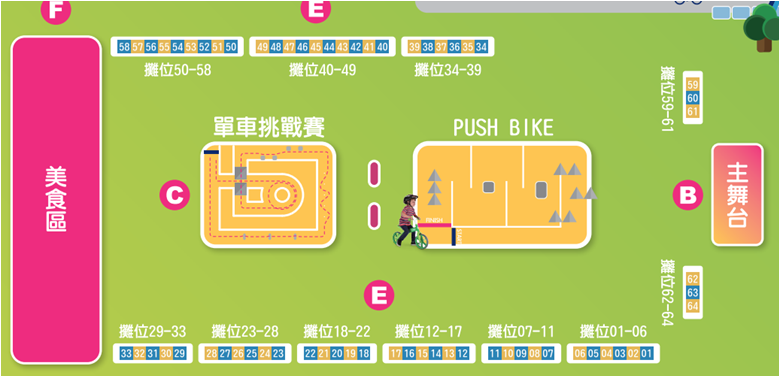 F
E
58 57 56 55 54 53 52 51 50
49 48 47 46 45 44 43 42 41 40
39 38 37 36 35 34
攤位50-58
攤位40-49
攤位34-39
攤位59-61
59
60
61
單車挑戰賽
PUSH BIKE
美食區
C
FINISH
B
主舞台
攤位62-64
62
63
64
E
攤位29-33
攤位23-28
攤位18-22
攤位12-17
攤位07-11
攤位01-06
33 32 31 30 29
28 27 26 25 24 23
22 21 20 19 18
17 16 15 14 13 12
11 10 09 08 07
06 05 04 03 02 01